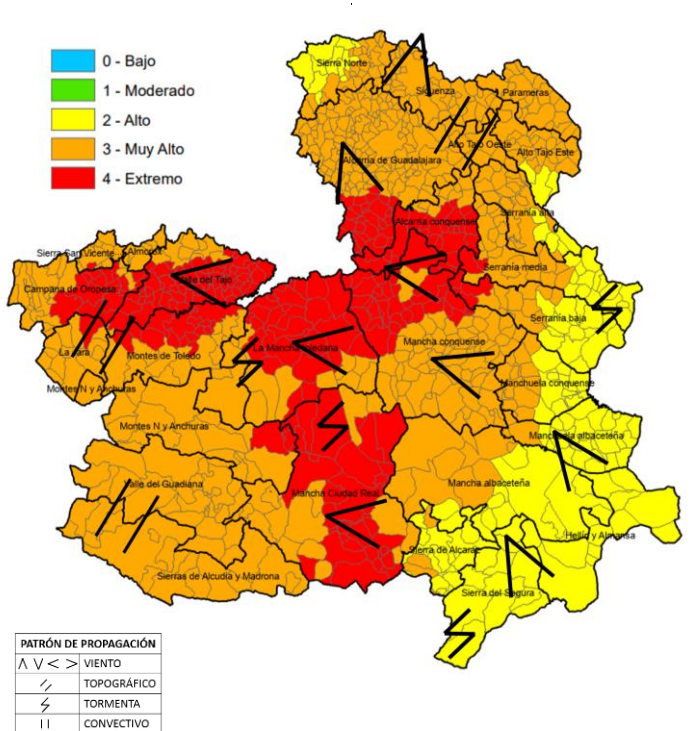 0 - Bajo
1 - Moderado
2 - Alto
3 - Muy Alto
4 - Extremo
Sierra Norte
Sigüenza
Parameras
Alcarria de Guadalajara
Alto Tajo Oeste
Alto Tajo Este
Serranía alta
Alcarria conquense
Serranía media
Sierra San Vicente
Almorox
Campana de Oropesa
Valle del Tajo
Serranía baja
La Jara
Montes de Toledo
La Mancha toledana
Mancha conquense
Montes N y Anchuras
Manchuela conquense
Montes N y Anchuras
Manchuela albaceteña
Valle del Guadiana
Mancha Ciudad Real
Mancha albaceteña
Hellín y Almansa
Sierra de Alcaraz
Sierras de Alcudia y Madrona
Sierra del Segura
PATRÓN DE PROPAGACIÓN
VIENTO
TOPOGRÁFICO
TORMENTA
CONVECTIVO